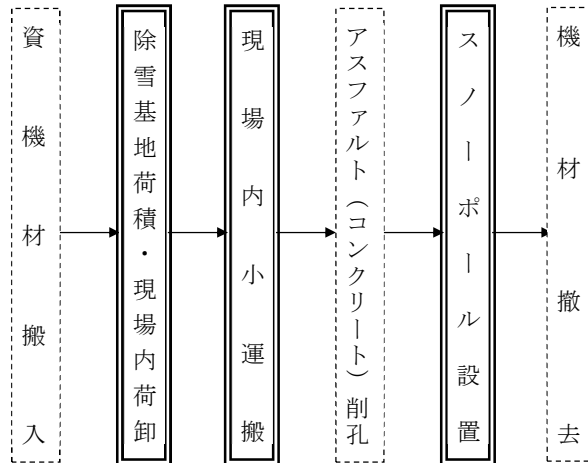 資機材搬入
除雪基地荷積・現場内荷卸
現場内小運搬
アスファルト（コンクリート）削孔
スノーポール設置
機材撤去